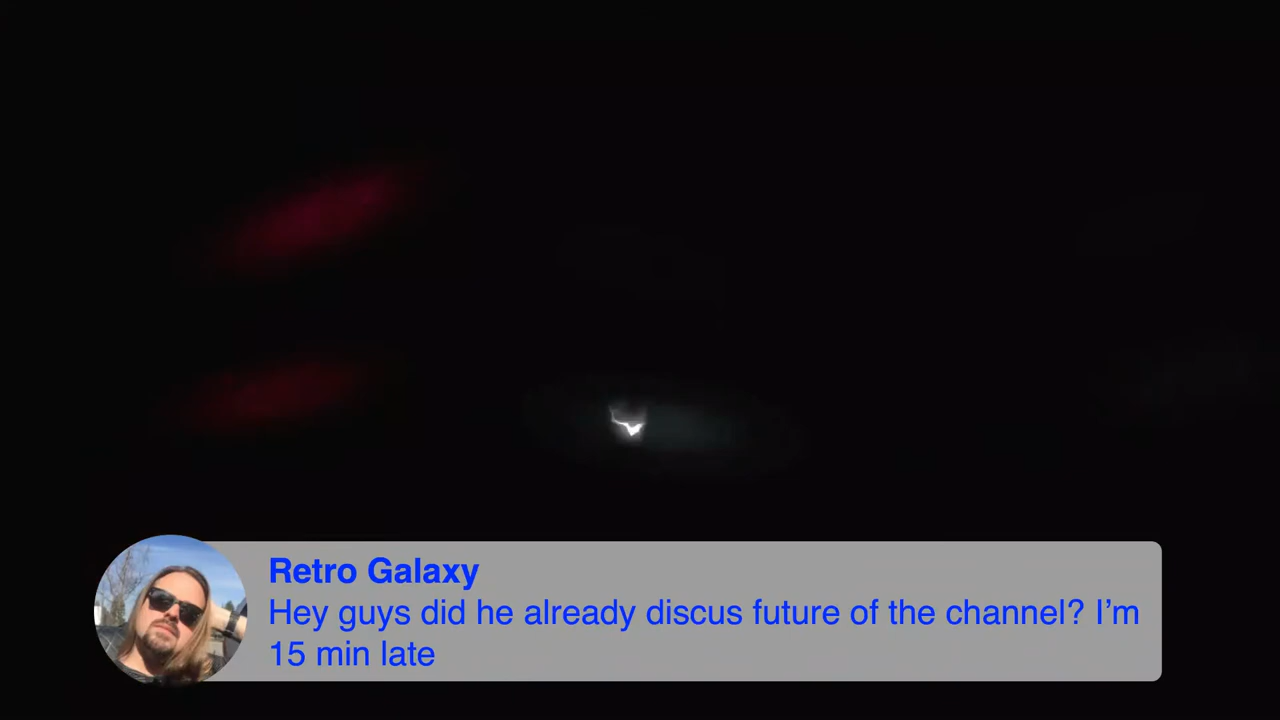 Retro Galaxy
Hey guys did he already discus future of the channel? I’m
15 min late